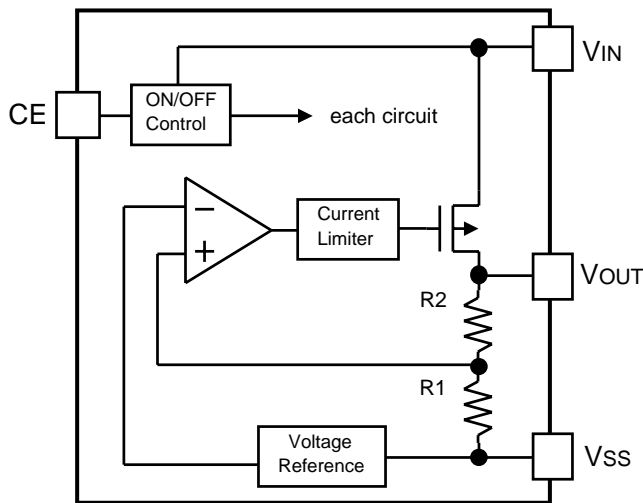 VIN
CE
ON/OFF
Control
each circuit
−
+
Current
Limiter
VOUT
R2
R1
Voltage
Reference
VSS